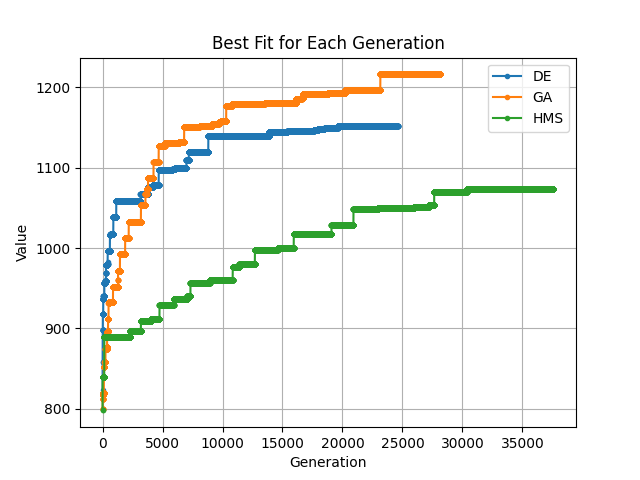 Best Fit for Each Generation
DE
GA
HMS
Value
1200
1100
1000
900
800
0 5000 10000 15000 20000 25000 30000 35000
Generation